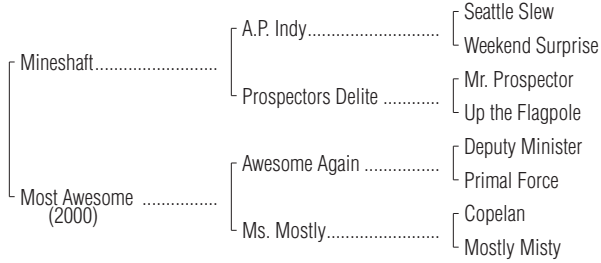 Seattle Slew
A.P. Indy............................
Weekend Surprise
Mineshaft..........................
Mr. Prospector
Prospectors Delite ............
Up the Flagpole
Deputy Minister
Awesome Again ................
Primal Force
Most Awesome ................
(2000)
Copelan
Ms. Mostly........................
Mostly Misty